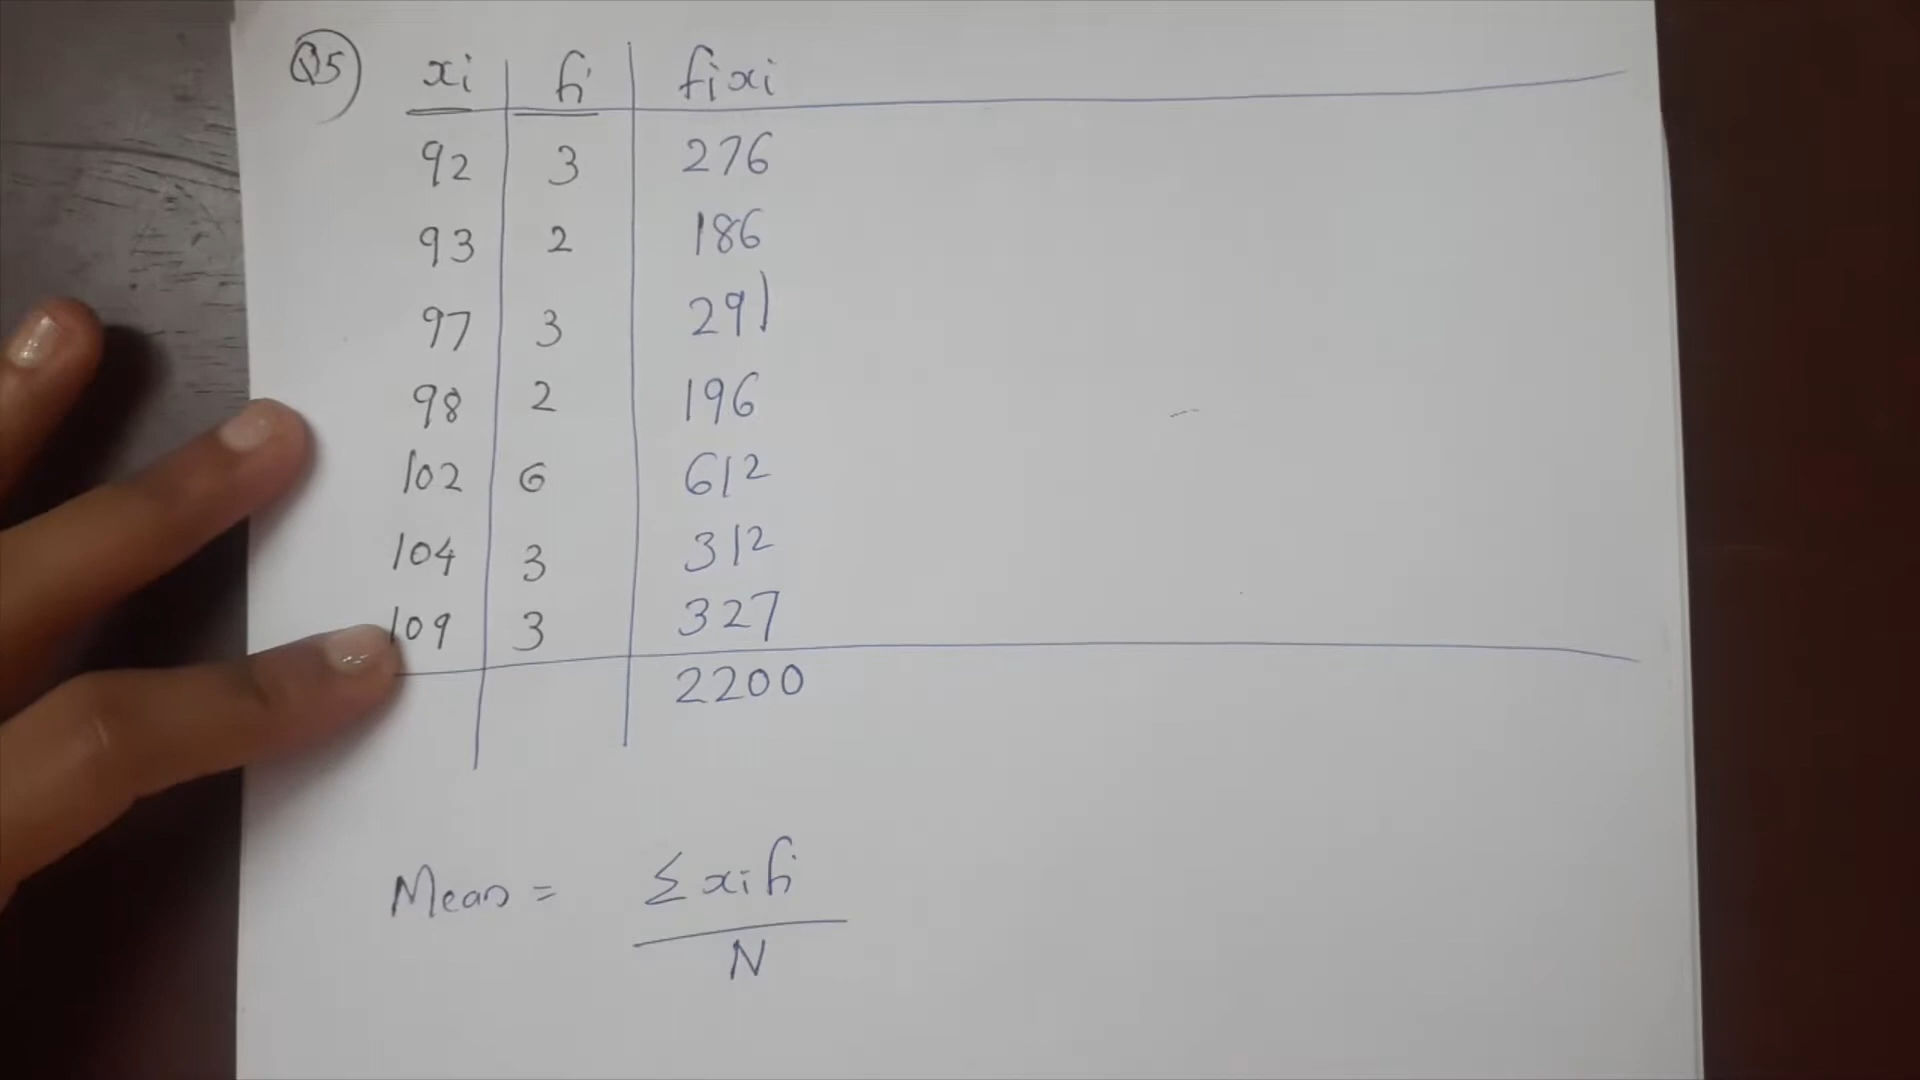 Q5
xi fi fixi
92 3 276
93 2 186
97 3 291
98 2 196
102 6 612
104 3 312
109 3 327
2200
Mean = Σ xifi
N